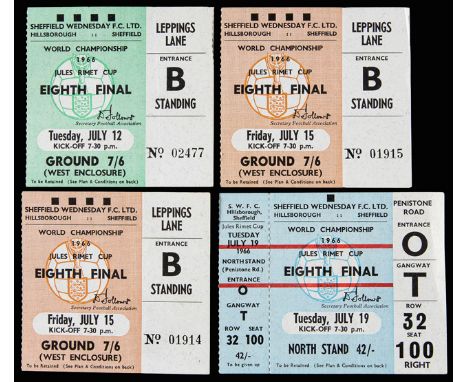 SHEFFIELD WEDNESDAY F.C. LTD.
HILLSBOROUGH :: SHEFFIELD
WORLD CHAMPIONSHIP
1966
JULES RIMET CUP
EIGHTH FINAL
Secretary Football Association
Tuesday, JULY 12
KICK-OFF 7-30 p.m.
GROUND 7/6
(WEST ENCLOSURE)
To be Retained (See Plan & Conditions on back)
LEPPINGS
LANE
ENTRANCE
B
STANDING
No. 02477
SHEFFIELD WEDNESDAY F.C. LTD.
HILLSBOROUGH :: SHEFFIELD
WORLD CHAMPIONSHIP
1966
JULES RIMET CUP
EIGHTH FINAL
Secretary Football Association
Friday, JULY 15
KICK-OFF 7-30 p.m.
GROUND 7/6
(WEST ENCLOSURE)
To be Retained (See Plan & Conditions on back)
LEPPINGS
LANE
ENTRANCE
B
STANDING
No. 01915
SHEFFIELD WEDNESDAY F.C. LTD.
HILLSBOROUGH :: SHEFFIELD
WORLD CHAMPIONSHIP
1966
JULES RIMET CUP
EIGHTH FINAL
Secretary Football Association
Friday, JULY 15
KICK-OFF 7-30 p.m.
GROUND 7/6
(WEST ENCLOSURE)
To be Retained (See Plan & Conditions on back)
LEPPINGS
LANE
ENTRANCE
B
STANDING
No. 01914
S. W. F. C.
Hillsborough,
Sheffield
Jules Rimet Cup
TUESDAY
JULY 19
1966
NORTH STAND
(Penistone Rd.)
ENTRANCE
O
GANGWAY
T
ROW SEAT
32 100
42/-
SHEFFIELD WEDNESDAY F.C. LTD.
HILLSBOROUGH :: SHEFFIELD
WORLD CHAMPIONSHIP
1966
JULES RIMET CUP
EIGHTH FINAL
Secretary Football Association
Tuesday, JULY 19
KICK-OFF 7-30 p.m.
NORTH STAND 42/-
To be Retained (See Plan & Conditions on back)
PENISTONE
ROAD
ENTRANCE
O
GANGWAY
T
ROW
32
SEAT
100
RIGHT